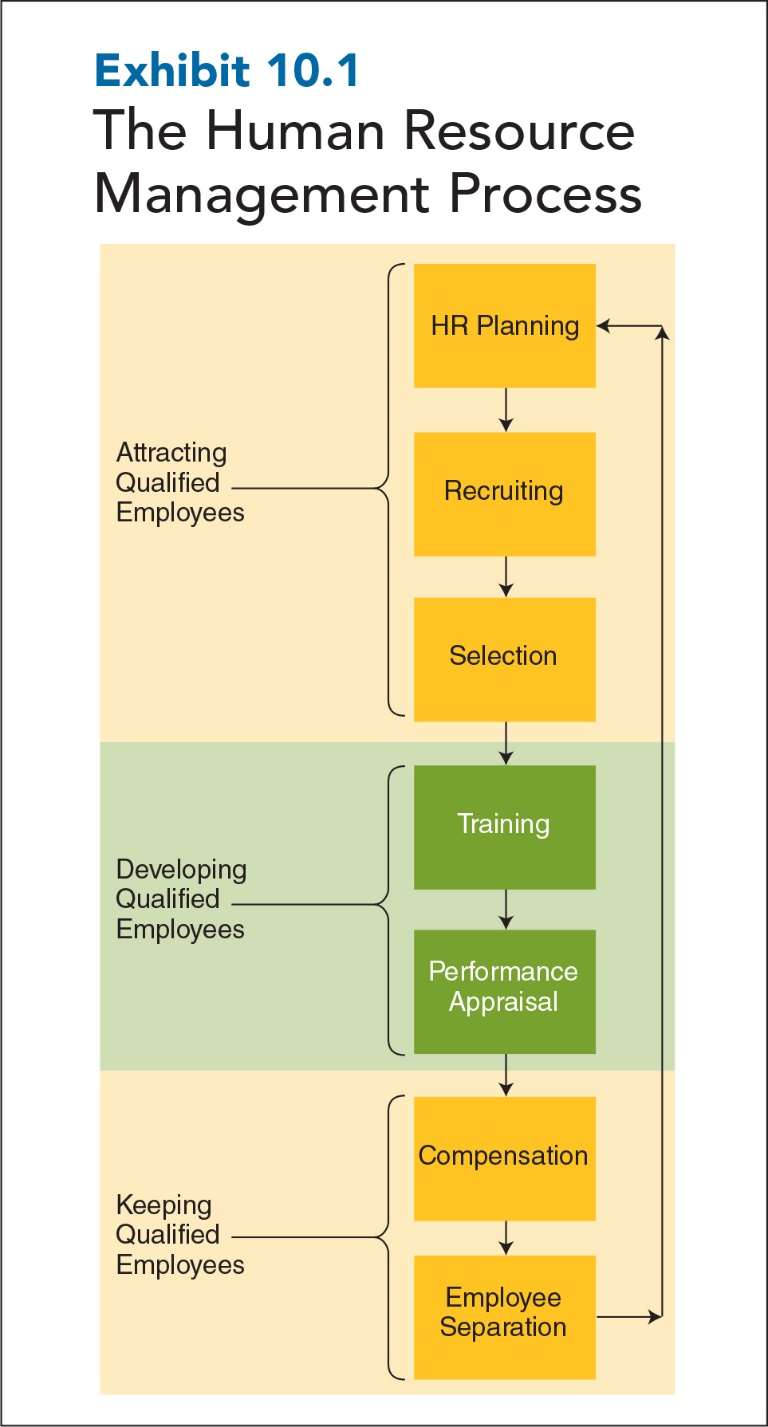 Exhibit 10.1
The Human Resource
Management Process
HR Planning
Attracting
Qualified
Employees
Recruiting
Selection
Training
Developing
Qualified
Employees
Performance
Appraisal
Compensation
Keeping
Qualified
Employees
Employee
Separation